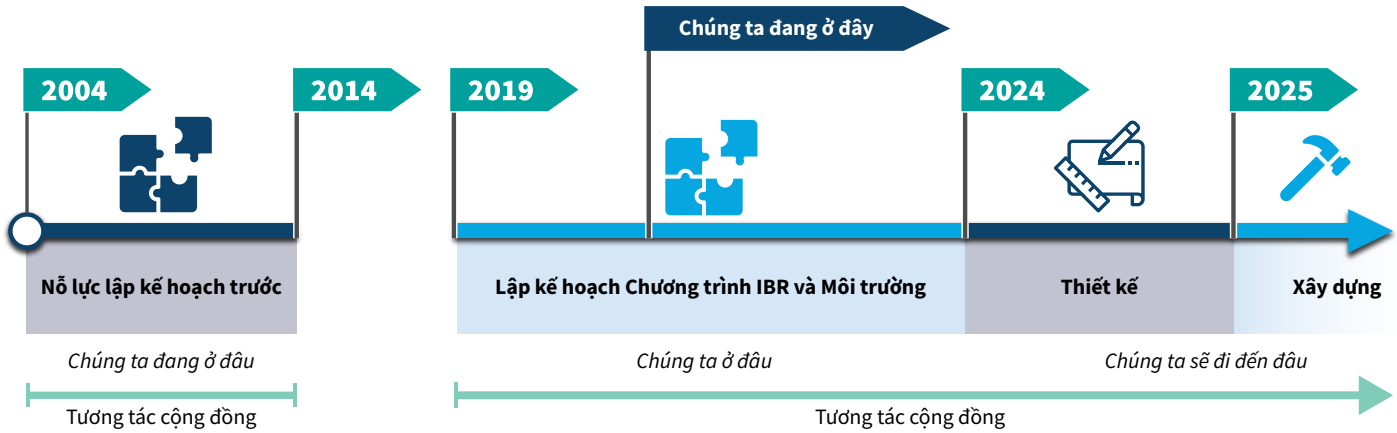 Chúng ta đang ở đây
2004
2014
2019
2024
2025
Nỗ lực lập kế hoạch trước
Lập kế hoạch Chương trình IBR và Môi trường
Thiết kế
Xây dựng
Chúng ta đang ở đâu
Chúng ta ở đâu
Chúng ta sẽ đi đến đâu
Tương tác cộng đồng
Tương tác cộng đồng